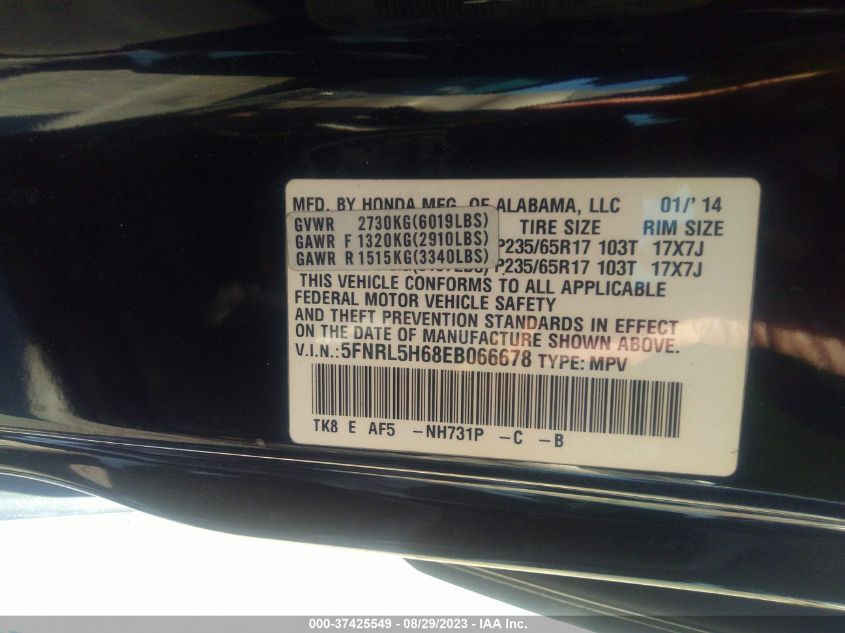 MFD. BY HONDA MFG. OF ALABAMA, LLC 01/' 14
GVWR 2730KG(6019LBS) TIRE SIZE RIM SIZE
GAWR F 1320KG(2910LBS) P235/65R17 103T 17X7J
GAWR R 1515KG(3340LBS) P235/65R17 103T 17X7J
THIS VEHICLE CONFORMS TO ALL APPLICABLE
FEDERAL MOTOR VEHICLE SAFETY
AND THEFT PREVENTION STANDARDS IN EFFECT
ON THE DATE OF MANUFACTURE SHOWN ABOVE.
V.I.N.:5FNRL5H68EB066678 TYPE: MPV
TK8 E AF5 -NH731P -C -B
000-37425549 - 08/29/2023 - IAA Inc.